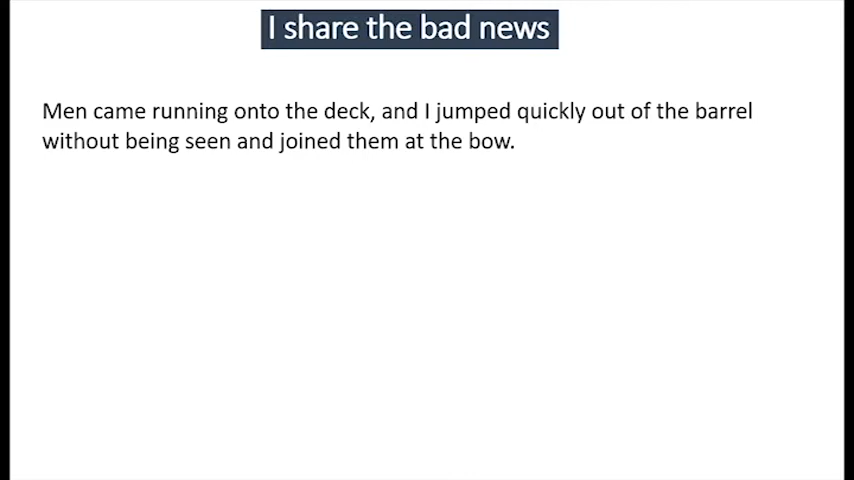 I share the bad news
Men came running onto the deck, and I jumped quickly out of the barrel
without being seen and joined them at the bow.